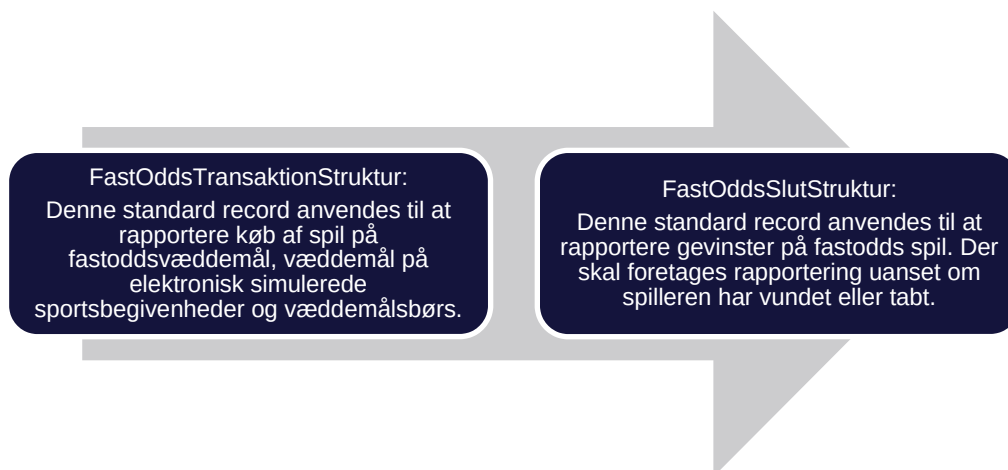 FastOddsTransaktionStruktur:
Denne standard record anvendes til at
rapportere køb af spil på
fastoddsvæddemål, væddemål på
elektronisk simulerede
sportsbegivenheder og væddemålsbørs.
FastOddsSlutStruktur:
Denne standard record anvendes til at
rapportere gevinster på fastodds spil. Der
skal foretages rapportering uanset om
spilleren har vundet eller tabt.